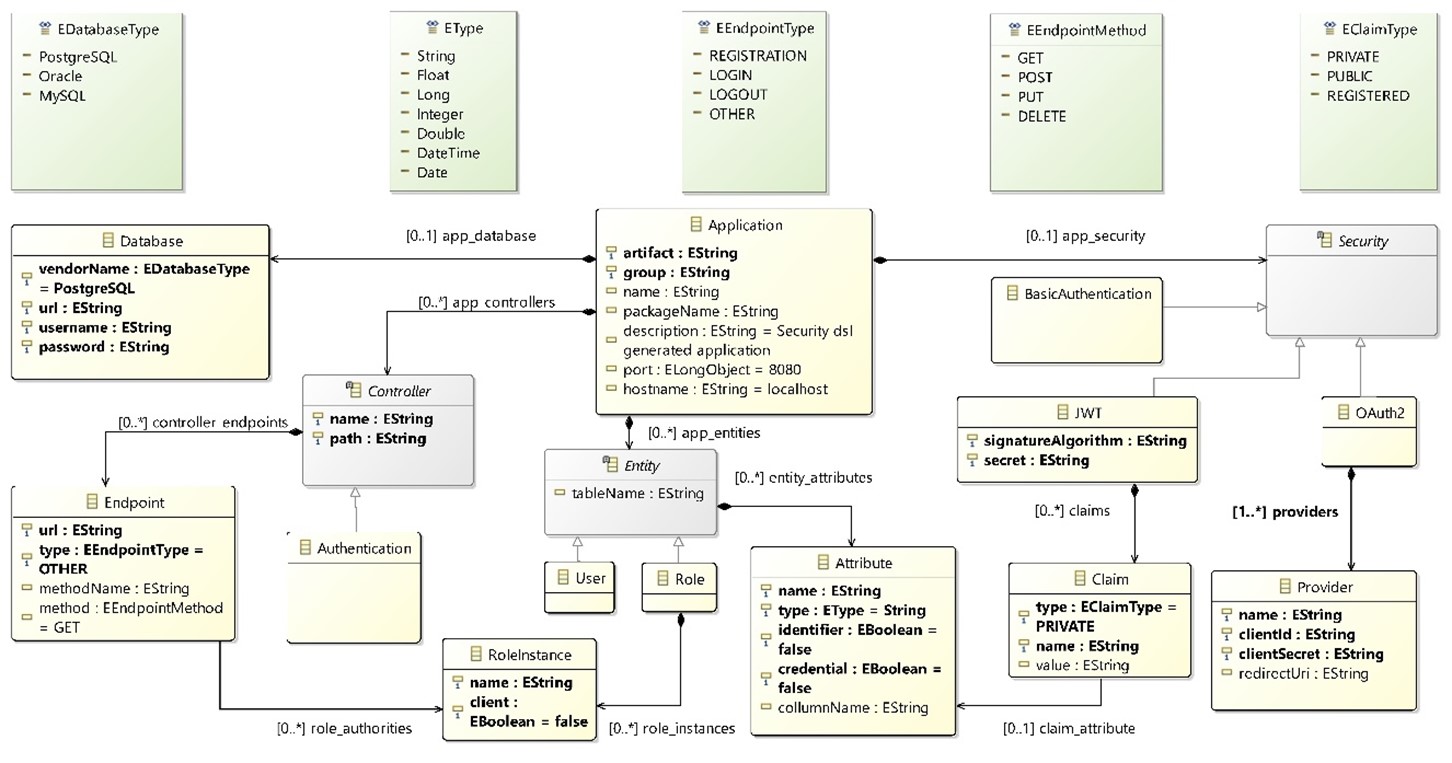 EDatabaseType
PostgreSQL
Oracle
MySQL
EType
String
Float
Long
Integer
Double
DateTime
Date
EEndpointType
REGISTRATION
LOGIN
LOGOUT
OTHER
EEndpointMethod
GET
POST
PUT
DELETE
EClaimType
PRIVATE
PUBLIC
REGISTERED
Database
vendorName : EDatabaseType
= PostgreSQL
url : EString
username : EString
password : EString
[0..1] app_database
Application
artifact : EString
group : EString
name : EString
packageName : EString
description : EString = Security dsl
generated application
port : ELongObject = 8080
hostname : EString = localhost
[0..1] app_security
Security
BasicAuthentication
[0..*] app_controllers
Controller
name : EString
path : EString
[0..*] controller_endpoints
[0..*] app_entities
Entity
tableName : EString
[0..*] entity_attributes
JWT
signatureAlgorithm : EString
secret : EString
OAuth2
[0..*] claims
[1..*] providers
Endpoint
url : EString
type : EEndpointType =
OTHER
methodName : EString
method : EEndpointMethod
= GET
Authentication
User
Role
Attribute
name : EString
type : EType = String
identifier : EBoolean =
false
credential : EBoolean =
false
collumnName : EString
Claim
type : EClaimType =
PRIVATE
name : EString
value : EString
Provider
name : EString
clientId : EString
clientSecret : EString
redirectUri : EString
RoleInstance
name : EString
client :
EBoolean = false
[0..*] role_authorities
[0..*] role_instances
[0..1] claim_attribute